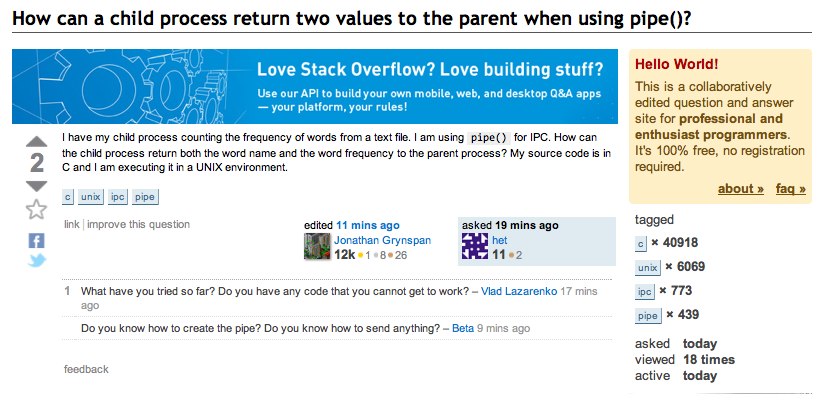 How can a child process return two values to the parent when using pipe()?
Love Stack Overflow? Love building stuff?
Use our API to build your own mobile, web, and desktop Q&A apps
— your platform, your rules!
2
I have my child process counting the frequency of words from a text file. I am using pipe() for IPC. How can
the child process return both the word name and the word frequency to the parent process? My source code is in
C and I am executing it in a UNIX environment.
c unix ipc pipe
link | improve this question
edited 11 mins ago
Jonathan Grynspan
12k 1 8 26
asked 19 mins ago
het
11 2
1 What have you tried so far? Do you have any code that you cannot get to work? – Vlad Lazarenko 17 mins
ago
Do you know how to create the pipe? Do you know how to send anything? – Beta 9 mins ago
feedback
Hello World!
This is a collaboratively
edited question and answer
site for professional and
enthusiast programmers.
It's 100% free, no registration
required.
about » faq »
tagged
c × 40918
unix × 6069
ipc × 773
pipe × 439
asked today
viewed 18 times
active today